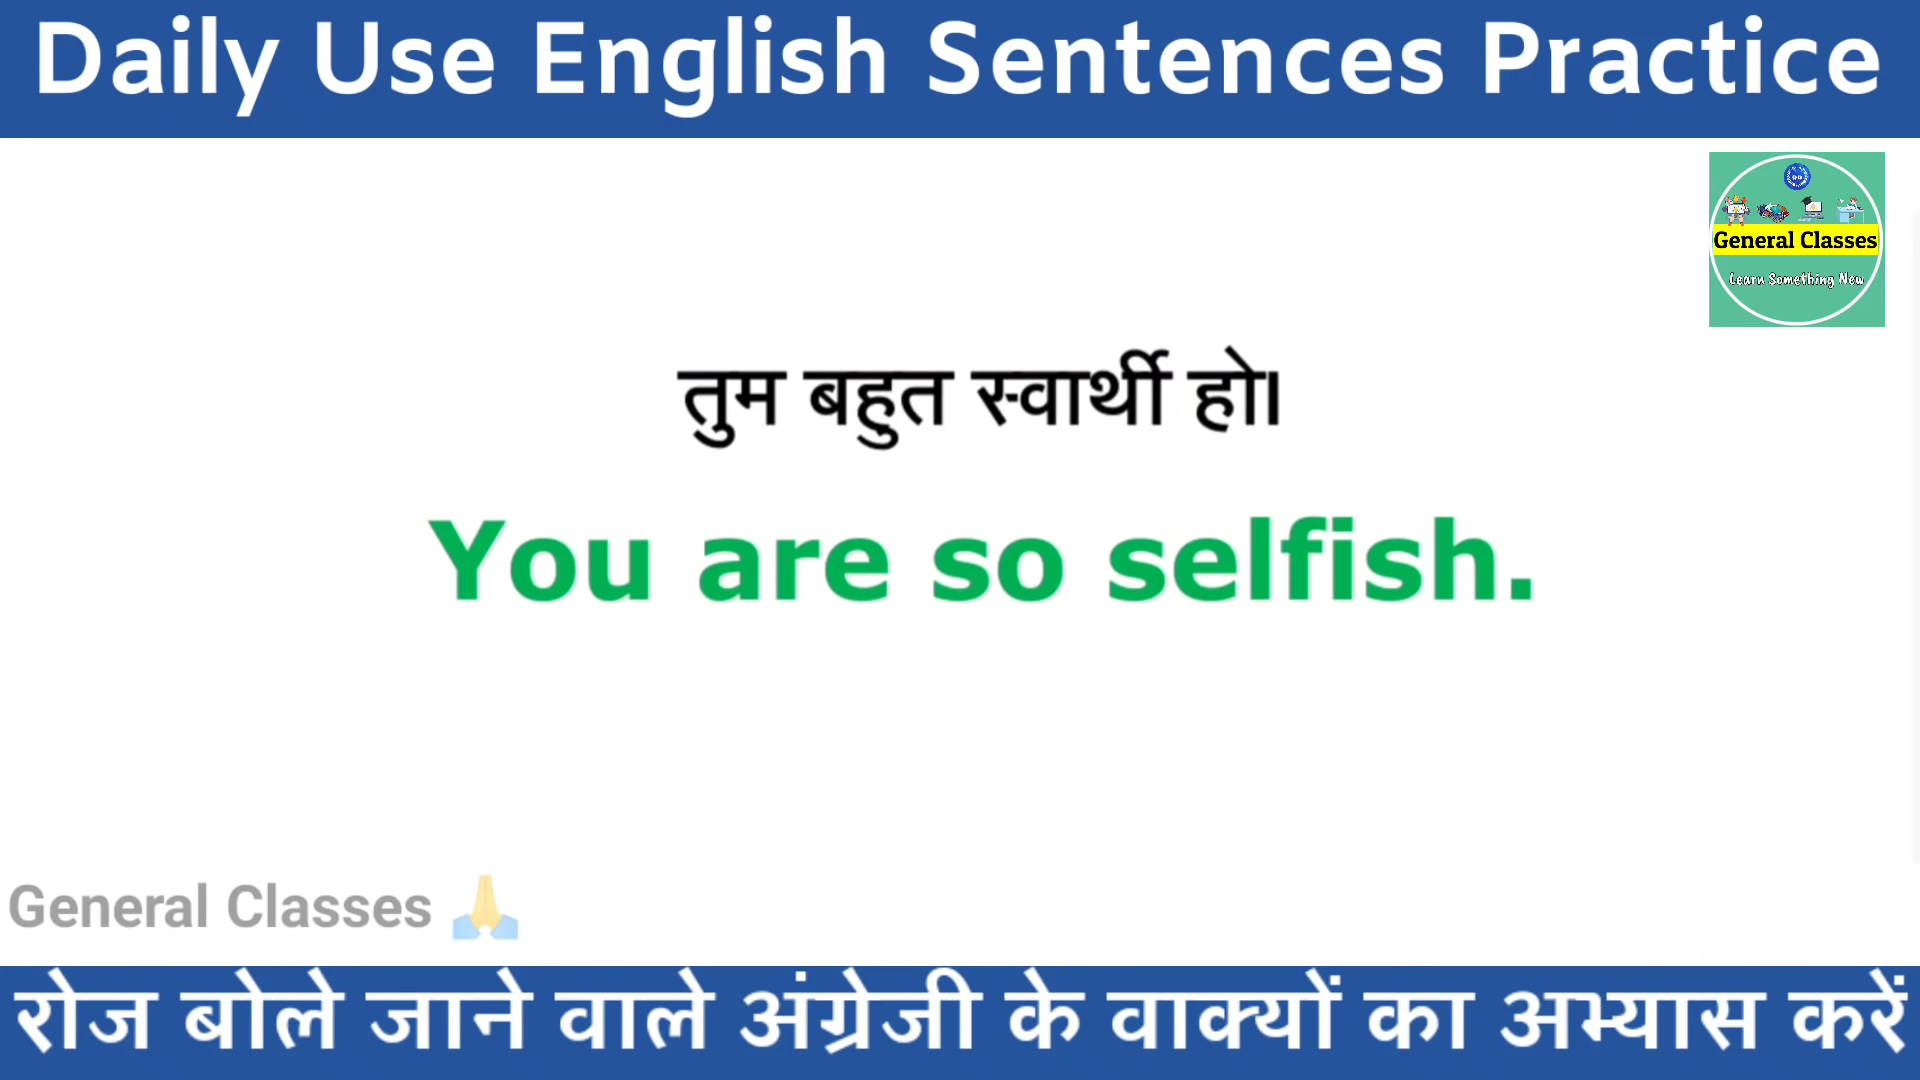 Daily Use English Sentences Practice
General Classes
Learn Something New
तुम बहुत स्वार्थी हो।
You are so selfish.
General Classes 🙏
रोज बोले जाने वाले अंग्रेजी के वाक्यों का अभ्यास करें